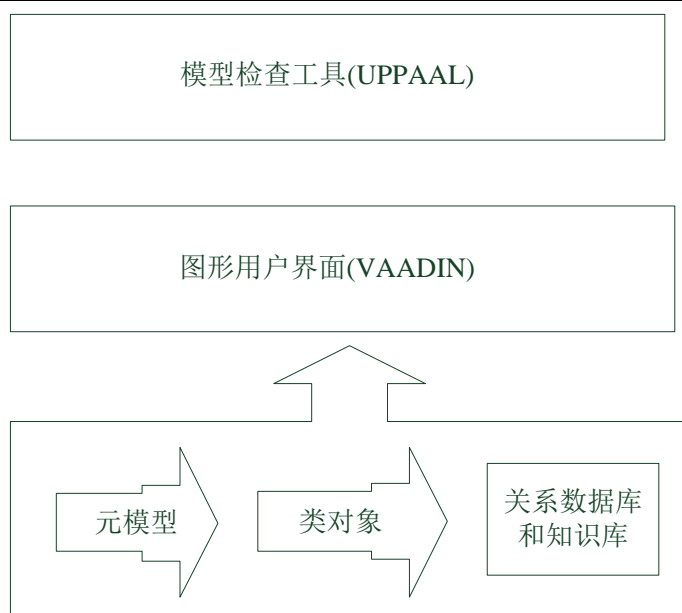 模型检查工具(UPPAAL)
图形用户界面(VAADIN)
元模型
类对象
关系数据库
和知识库